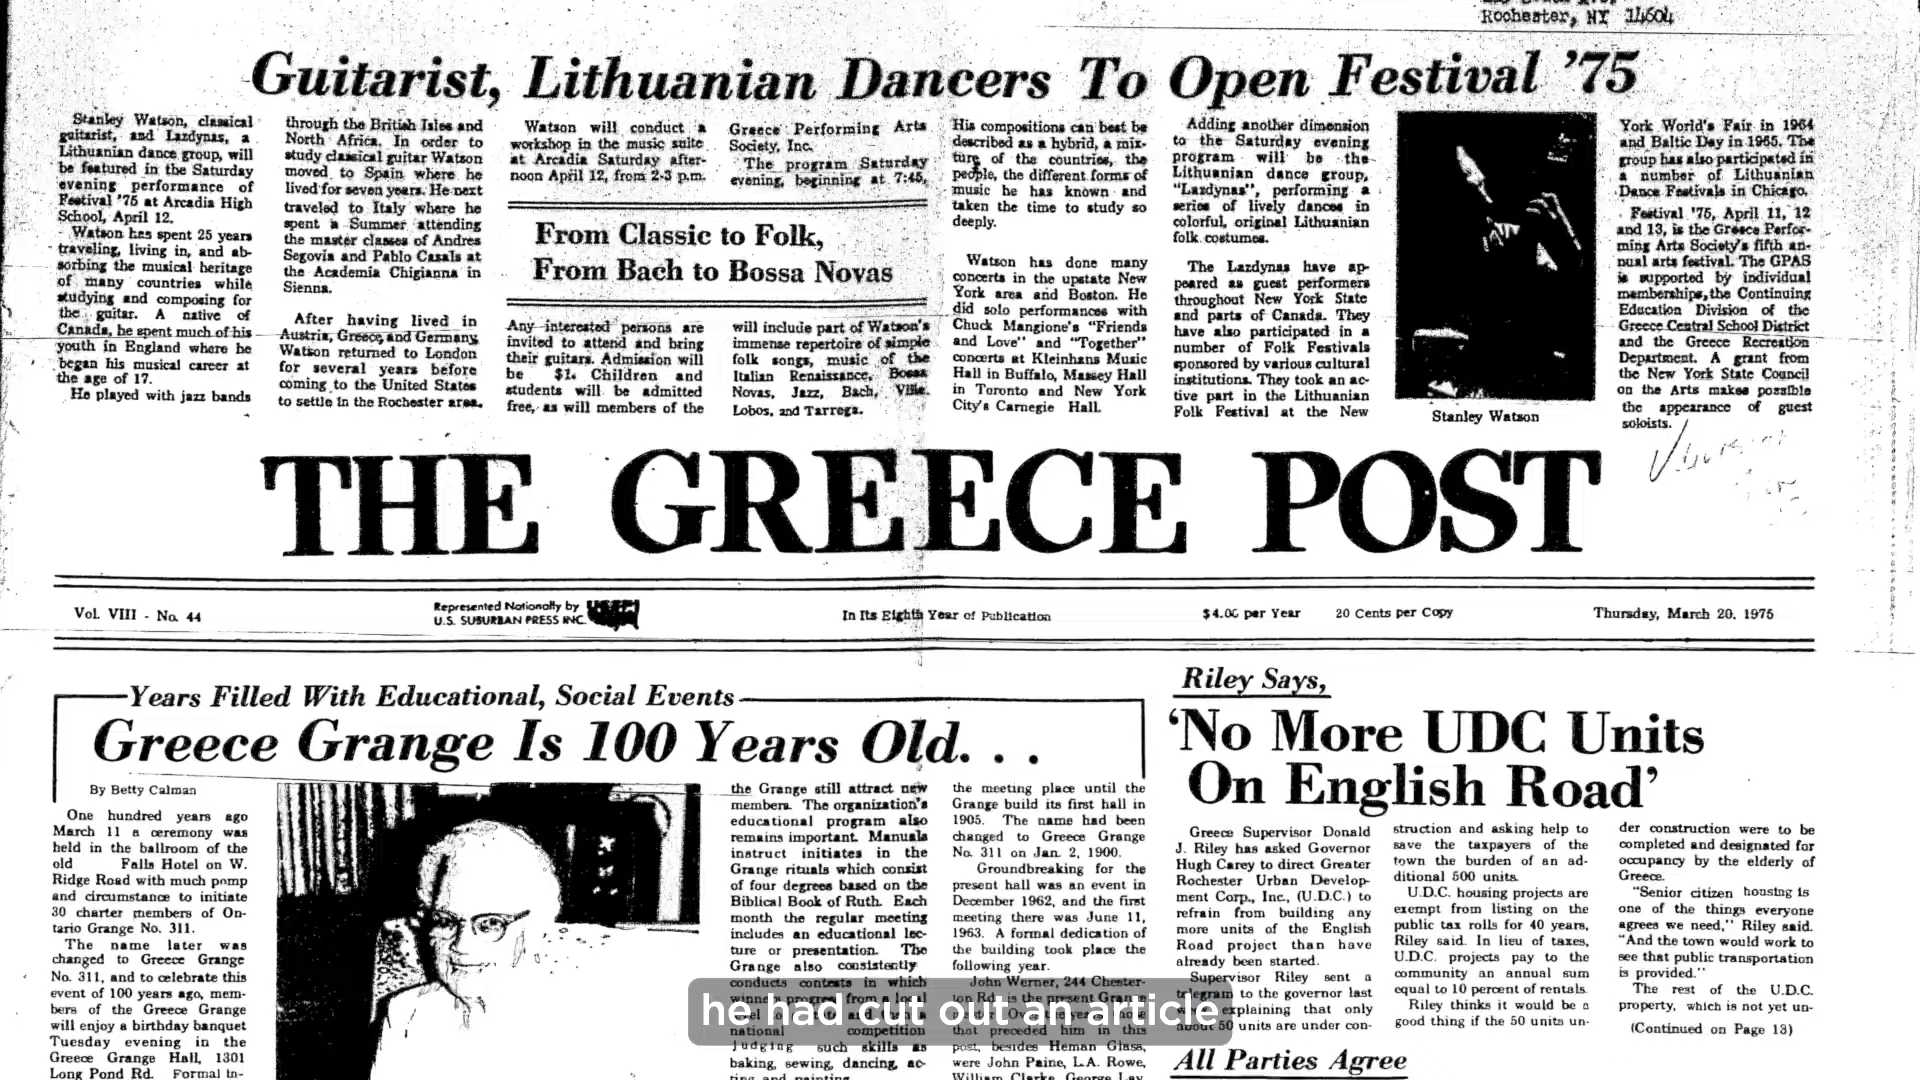 Rochester, NY 14604
Guitarist, Lithuanian Dancers To Open Festival '75
Stanley Watson, classical
guitarist, and Lazdynas, a
Lithuanian dance group, will
be featured in the Saturday
evening performance of
Festival '75 at Arcadia High
School, April 12.
Watson has spent 25 years
traveling, living in, and ab-
sorbing the musical heritage
of many countries while
studying and composing for
the guitar. A native of
Canada, he spent much of his
youth in England where he
began his musical career at
the age of 17.
He played with jazz bands
through the British Isles and
North Africa. In order to
study classical guitar Watson
moved to Spain where he
lived for seven years. He next
traveled to Italy where he
spent a Summer attending
the master classes of Andres
Segovia and Pablo Casals at
the Academia Chigianna in
Sienna.
After having lived in
Austria, Greece, and Germany,
Watson returned to London
for several years before
coming to the United States
to settle in the Rochester area.
Watson will conduct a
workshop in the music suite
at Arcadia Saturday after-
noon April 12, from 2-3 p.m.
Greece Performing Arts
Society, Inc.
The program Saturday
evening, beginning at 7:45,
From Classic to Folk,
From Bach to Bossa Novas
Any interested persons are
invited to attend and bring
their guitars. Admission will
be $1. Children and
students will be admitted
free, as will members of the
will include part of Watson's
immense repertoire of simple
folk songs, music of the
Italian Renaissance, Bossa
Novas, Jazz, Bach, Villa.
Lobos, and Tarrega.
His compositions can best be
described as a hybrid, a mix-
ture of the countries, the
people, the different forms of
music he has known and
taken the time to study so
deeply.
Watson has done many
concerts in the upstate New
York area and Boston. He
did solo performances with
Chuck Mangione's "Friends
and Love" and "Together"
concerts at Kleinhans Music
Hall in Buffalo, Massey Hall
in Toronto and New York
City's Carnegie Hall.
Adding another dimension
to the Saturday evening
program will be the
Lithuanian dance group,
"Lazdynas", performing a
series of lively dances in
colorful, original Lithuanian
folk costumes.
The Lazdynas have ap-
peared as guest performers
throughout New York State
and parts of Canada. They
have also participated in a
number of Folk Festivals
sponsored by various cultural
institutions. They took an ac-
tive part in the Lithuanian
Folk Festival at the New
Stanley Watson
York World's Fair in 1964
and Baltic Day in 1965. The
group has also participated in
a number of Lithuanian
Dance Festivals in Chicago.
Festival '75, April 11, 12
and 13, is the Greece Perfor-
ming Arts Society's fifth an-
nual arts festival. The GPAS
is supported by individual
memberships, the Continuing
Education Division of the
Greece Central School District
and the Greece Recreation
Department. A grant from
the New York State Council
on the Arts makes possible
the appearance of guest
soloists.
THE GREECE POST
Vol. VIII - No. 44
Represented Nationally by
U.S. SUBURBAN PRESS INC.
In Its Eighth Year of Publication
$4.00 per Year
20 Cents per Copy
Thursday, March 20, 1975
Years Filled With Educational, Social Events
Greece Grange Is 100 Years Old. . .
By Betty Calman
One hundred years ago
March 11 a ceremony was
held in the ballroom of the
old Falls Hotel on W.
Ridge Road with much pomp
and circumstance to initiate
30 charter members of On-
tario Grange No. 311.
The name later was
changed to Greece Grange
No. 311, and to celebrate this
event of 100 years ago, mem-
bers of the Greece Grange
will enjoy a birthday banquet
Tuesday evening in the
Greece Grange Hall, 1301
Long Pond Rd. Formal in-
the Grange still attract new
members. The organization's
educational program also
remains important. Manuals
instruct initiates in the
Grange rituals which consist
of four degrees based on the
Biblical Book of Ruth. Each
month the regular meeting
includes an educational lec-
ture or presentation. The
Grange also consistently
conducts contests in which
winners progress from local
national competition
judging such skills as
baking, sewing, dancing, ac-
ting and painting.
the meeting place until the
Grange build its first hall in
1905. The name had been
changed to Greece Grange
No. 311 on Jan. 2, 1900.
Groundbreaking for the
present hall was an event in
December 1962, and the first
meeting there was June 11,
1963. A formal dedication of
the building took place the
following year.
John Werner, 244 Chester-
ton Rd. is the present Grange
that preceded him in this
post, besides Heman Glass,
were John Paine, L.A. Rowe,
William Clarke, George Lay,
Riley Says,
'No More UDC Units
On English Road'
Greece Supervisor Donald
J. Riley has asked Governor
Hugh Carey to direct Greater
Rochester Urban Develop-
ment Corp., Inc., (U.D.C.) to
refrain from building any
more units of the English
Road project than have
already been started.
Supervisor Riley sent a
telegram to the governor last
explaining that only
about 50 units are under con-
struction and asking help to
save the taxpayers of the
town the burden of an ad-
ditional 500 units.
U.D.C. housing projects are
exempt from listing on the
public tax rolls for 40 years,
Riley said. In lieu of taxes,
U.D.C. projects pay to the
community an annual sum
equal to 10 percent of rentals.
Riley thinks it would be a
good thing if the 50 units un-
der construction were to be
completed and designated for
occupancy by the elderly of
Greece.
"Senior citizen housing is
one of the things everyone
agrees we need," Riley said.
"And the town would work to
see that public transportation
is provided."
The rest of the U.D.C.
property, which is not yet un-
(Continued on Page 13)
All Parties Agree
he had cut out an article